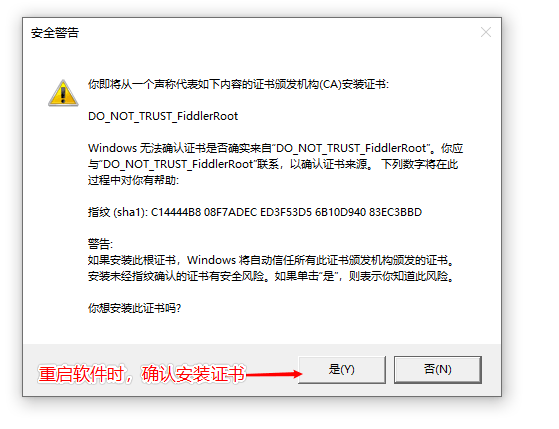 安全警告
你即将从一个声称代表如下内容的证书颁发机构(CA)安装证书:
DO_NOT_TRUST_FiddlerRoot
Windows 无法确认证书是否确实来自“DO_NOT_TRUST_FiddlerRoot”。你应
与“DO_NOT_TRUST_FiddlerRoot”联系，以确认证书来源。 下列数字将在此
过程中对你有帮助:
指纹 (sha1): C14444B8 08F7ADEC ED3F53D5 6B10D940 83EC3BBD
警告:
如果安装此根证书，Windows 将自动信任所有此证书颁发机构颁发的证书。
安装未经指纹确认的证书有安全风险。如果单击“是”，则表示你知道此风险。
你想安装此证书吗?
重启软件时，确认安装证书
是(Y)
否(N)